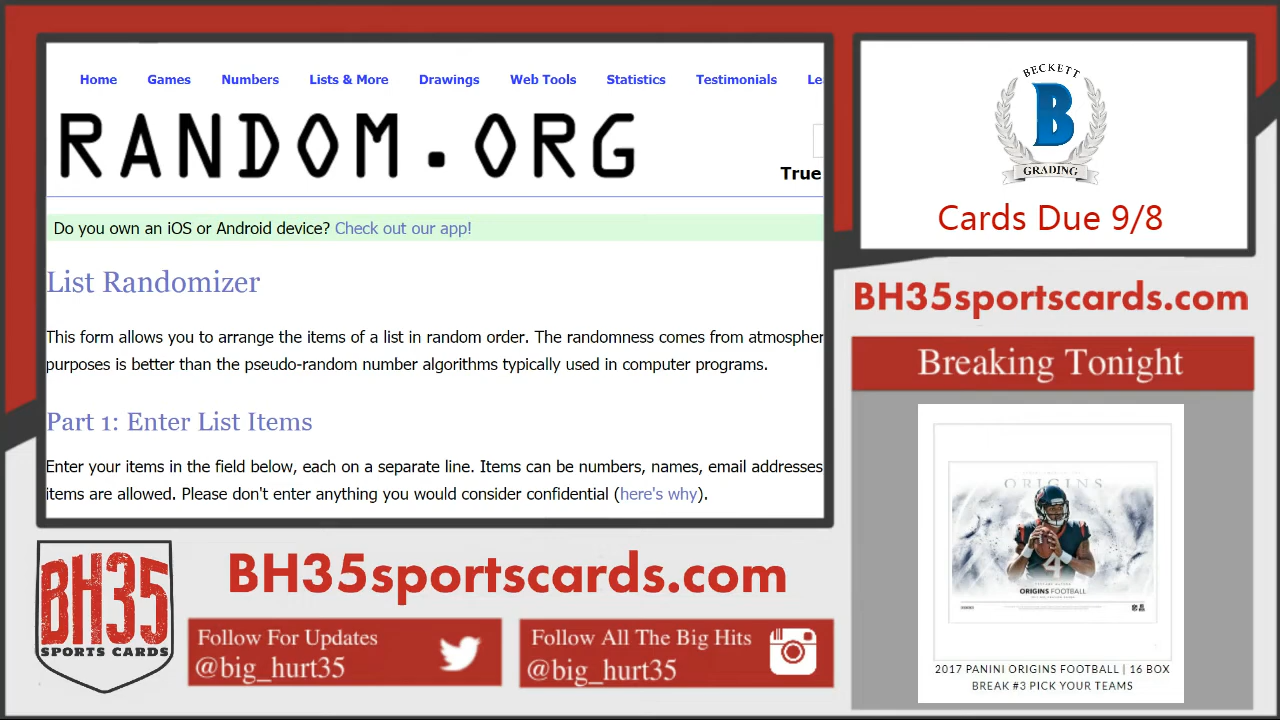 Home Games Numbers Lists & More Drawings Web Tools Statistics Testimonials Le
RANDOM.ORG
True
Do you own an iOS or Android device? Check out our app!
List Randomizer
This form allows you to arrange the items of a list in random order. The randomness comes from atmospher
purposes is better than the pseudo-random number algorithms typically used in computer programs.
Part 1: Enter List Items
Enter your items in the field below, each on a separate line. Items can be numbers, names, email addresses
items are allowed. Please don't enter anything you would consider confidential (here's why).
BECKETT
B
GRADING
Cards Due 9/8
BH35sportscards.com
Breaking Tonight
ORIGINS
4
ORIGINS FOOTBALL
2017 PANINI ORIGINS FOOTBALL | 16 BOX
BREAK #3 PICK YOUR TEAMS
BH35
SPORTS CARDS
BH35sportscards.com
Follow For Updates
@big_hurt35
Follow All The Big Hits
@big_hurt35